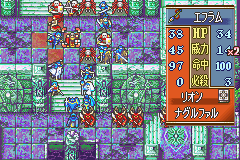 エフラム
38 HP 34
45 威力 14×2
97 命中 100
0 必殺 3
リオン
ナグルファル